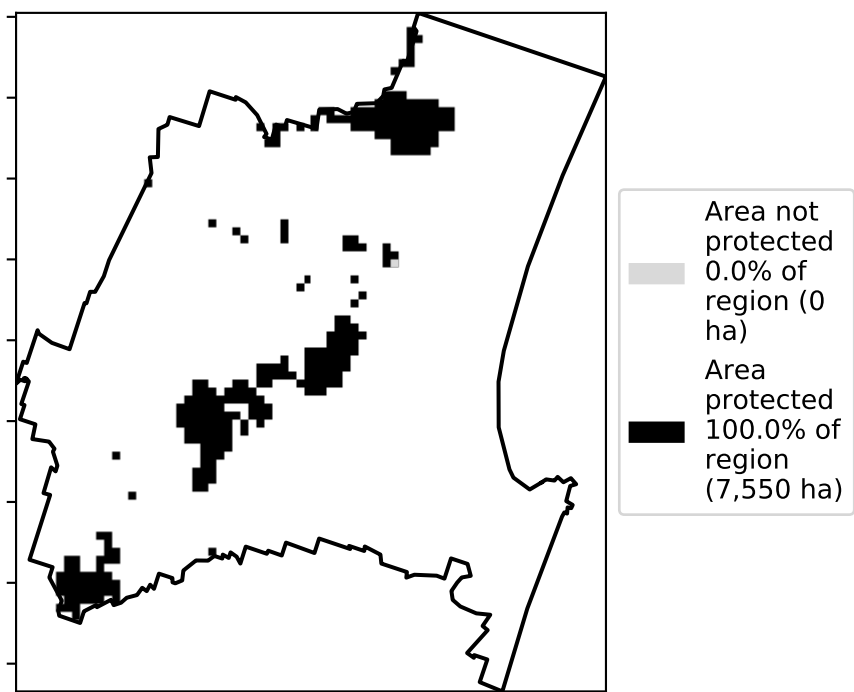 Area not
protected
0.0% of
region (0
ha)
Area
protected
100.0% of
region
(7,550 ha)